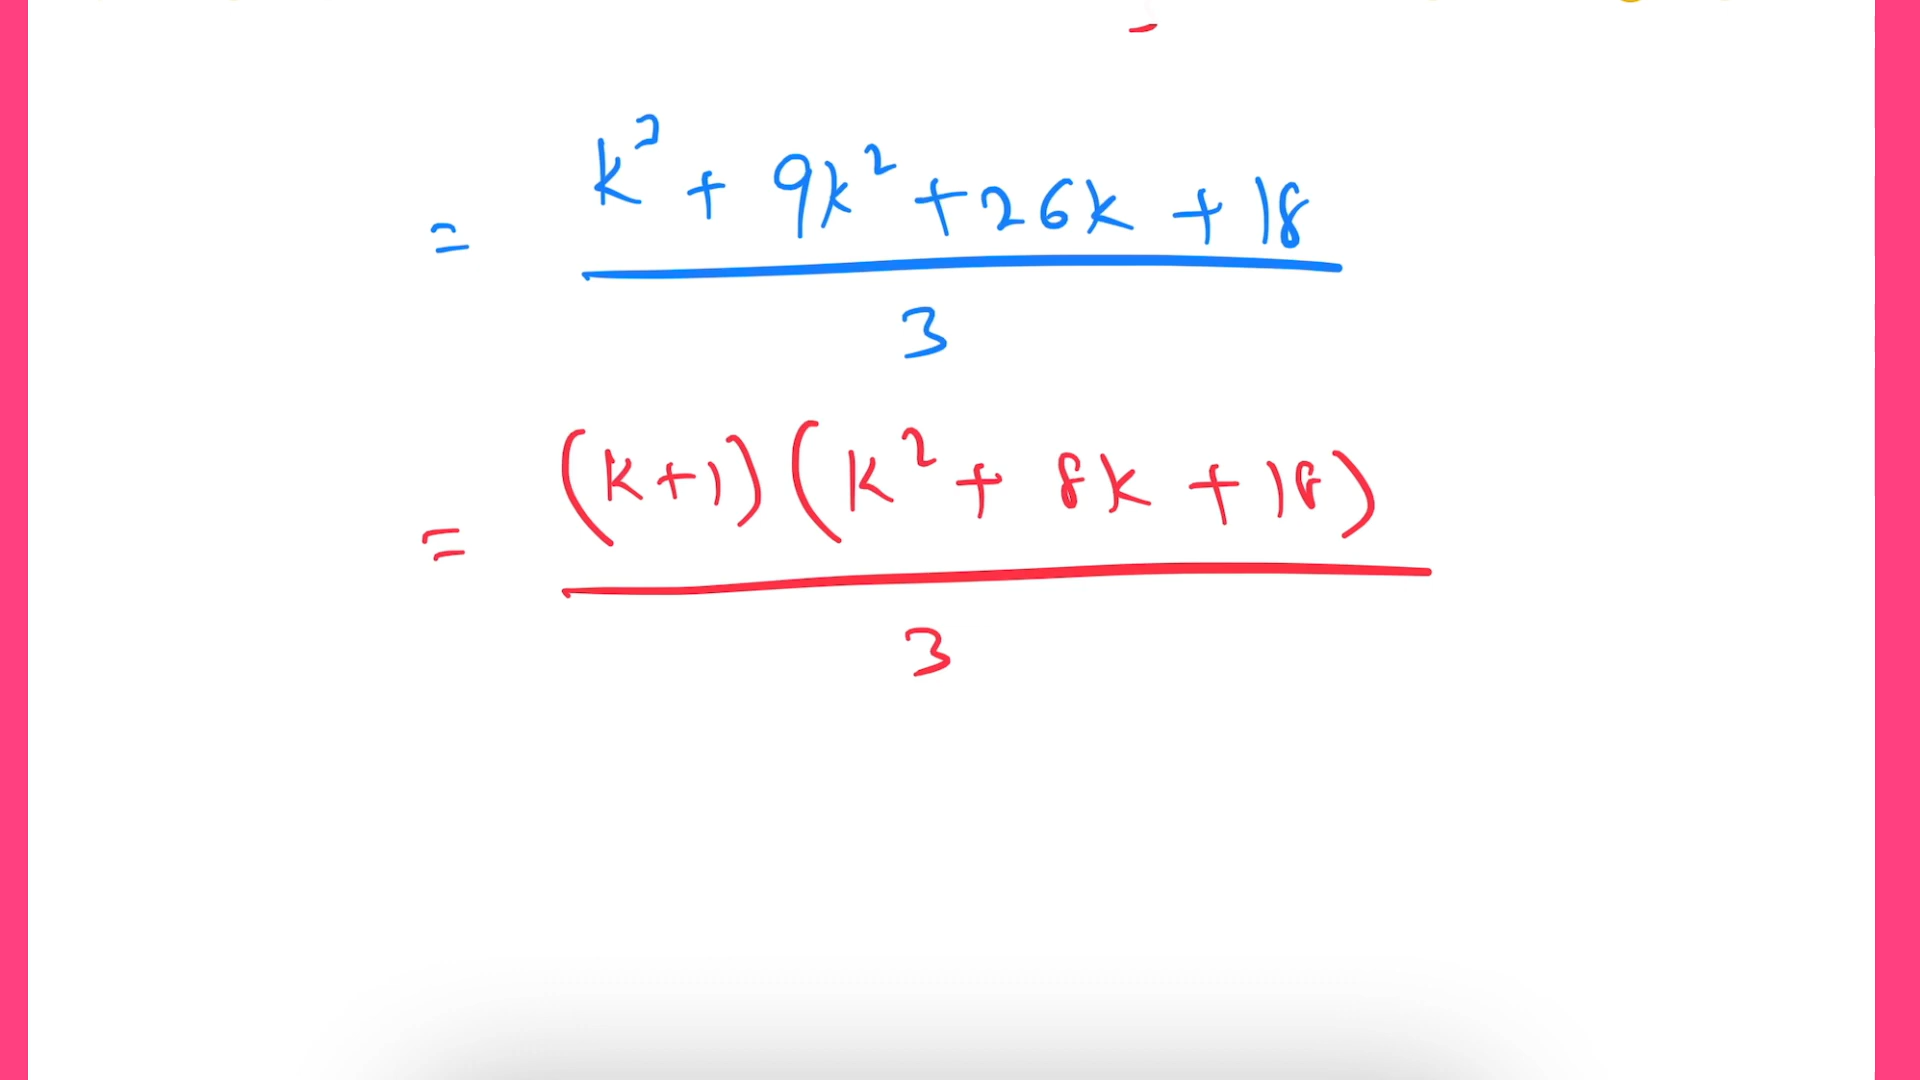 = k³ + 9k² + 26k + 18
3
= (k+1)(k² + 8k + 18)
3